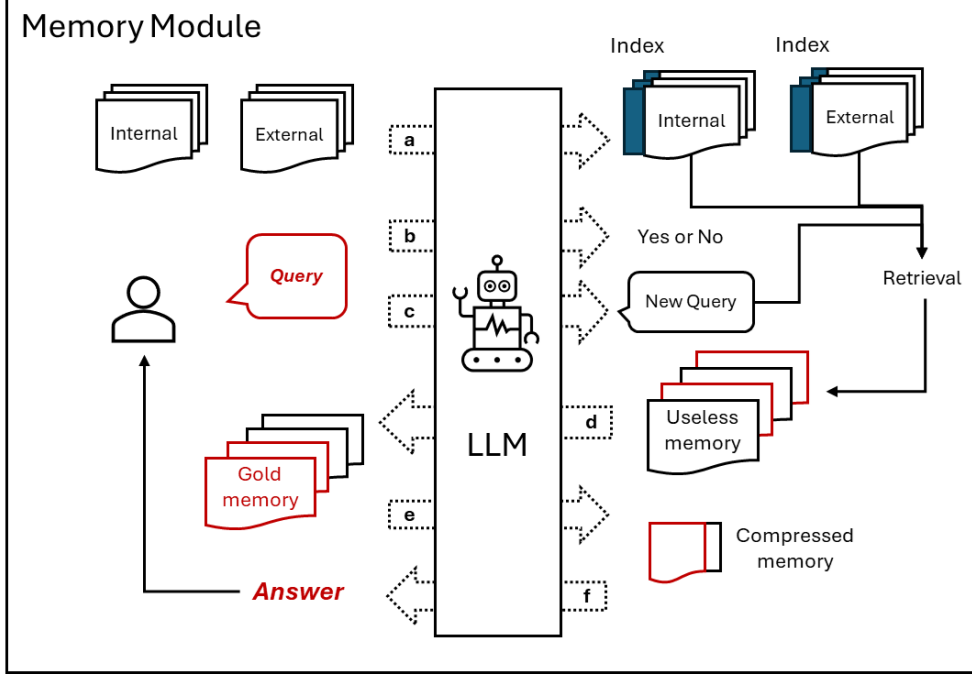 Memory Module
Index
Index
Internal
External
a
Internal
External
b
Yes or No
Query
c
New Query
Retrieval
d
Useless
memory
LLM
Gold
memory
e
Compressed
memory
Answer
f